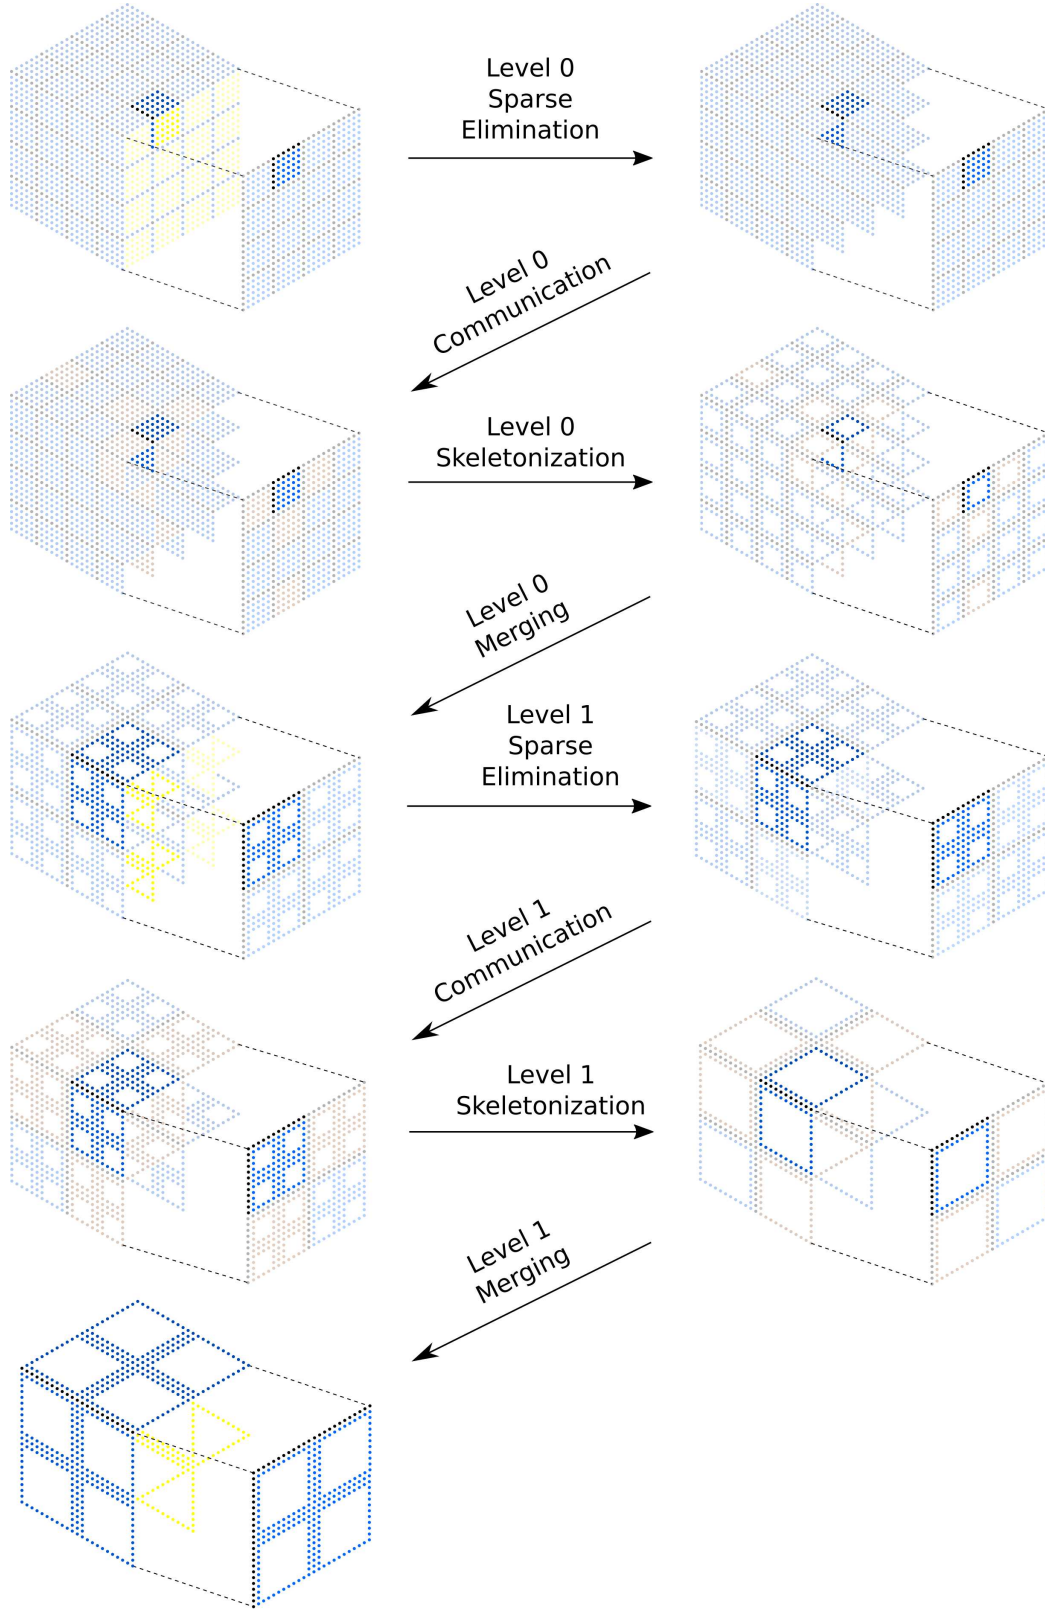 Level 0
Sparse
Elimination
Level 0
Communication
Level 0
Skeletonization
Level 0
Merging
Level 1
Sparse
Elimination
Level 1
Communication
Level 1
Skeletonization
Level 1
Merging